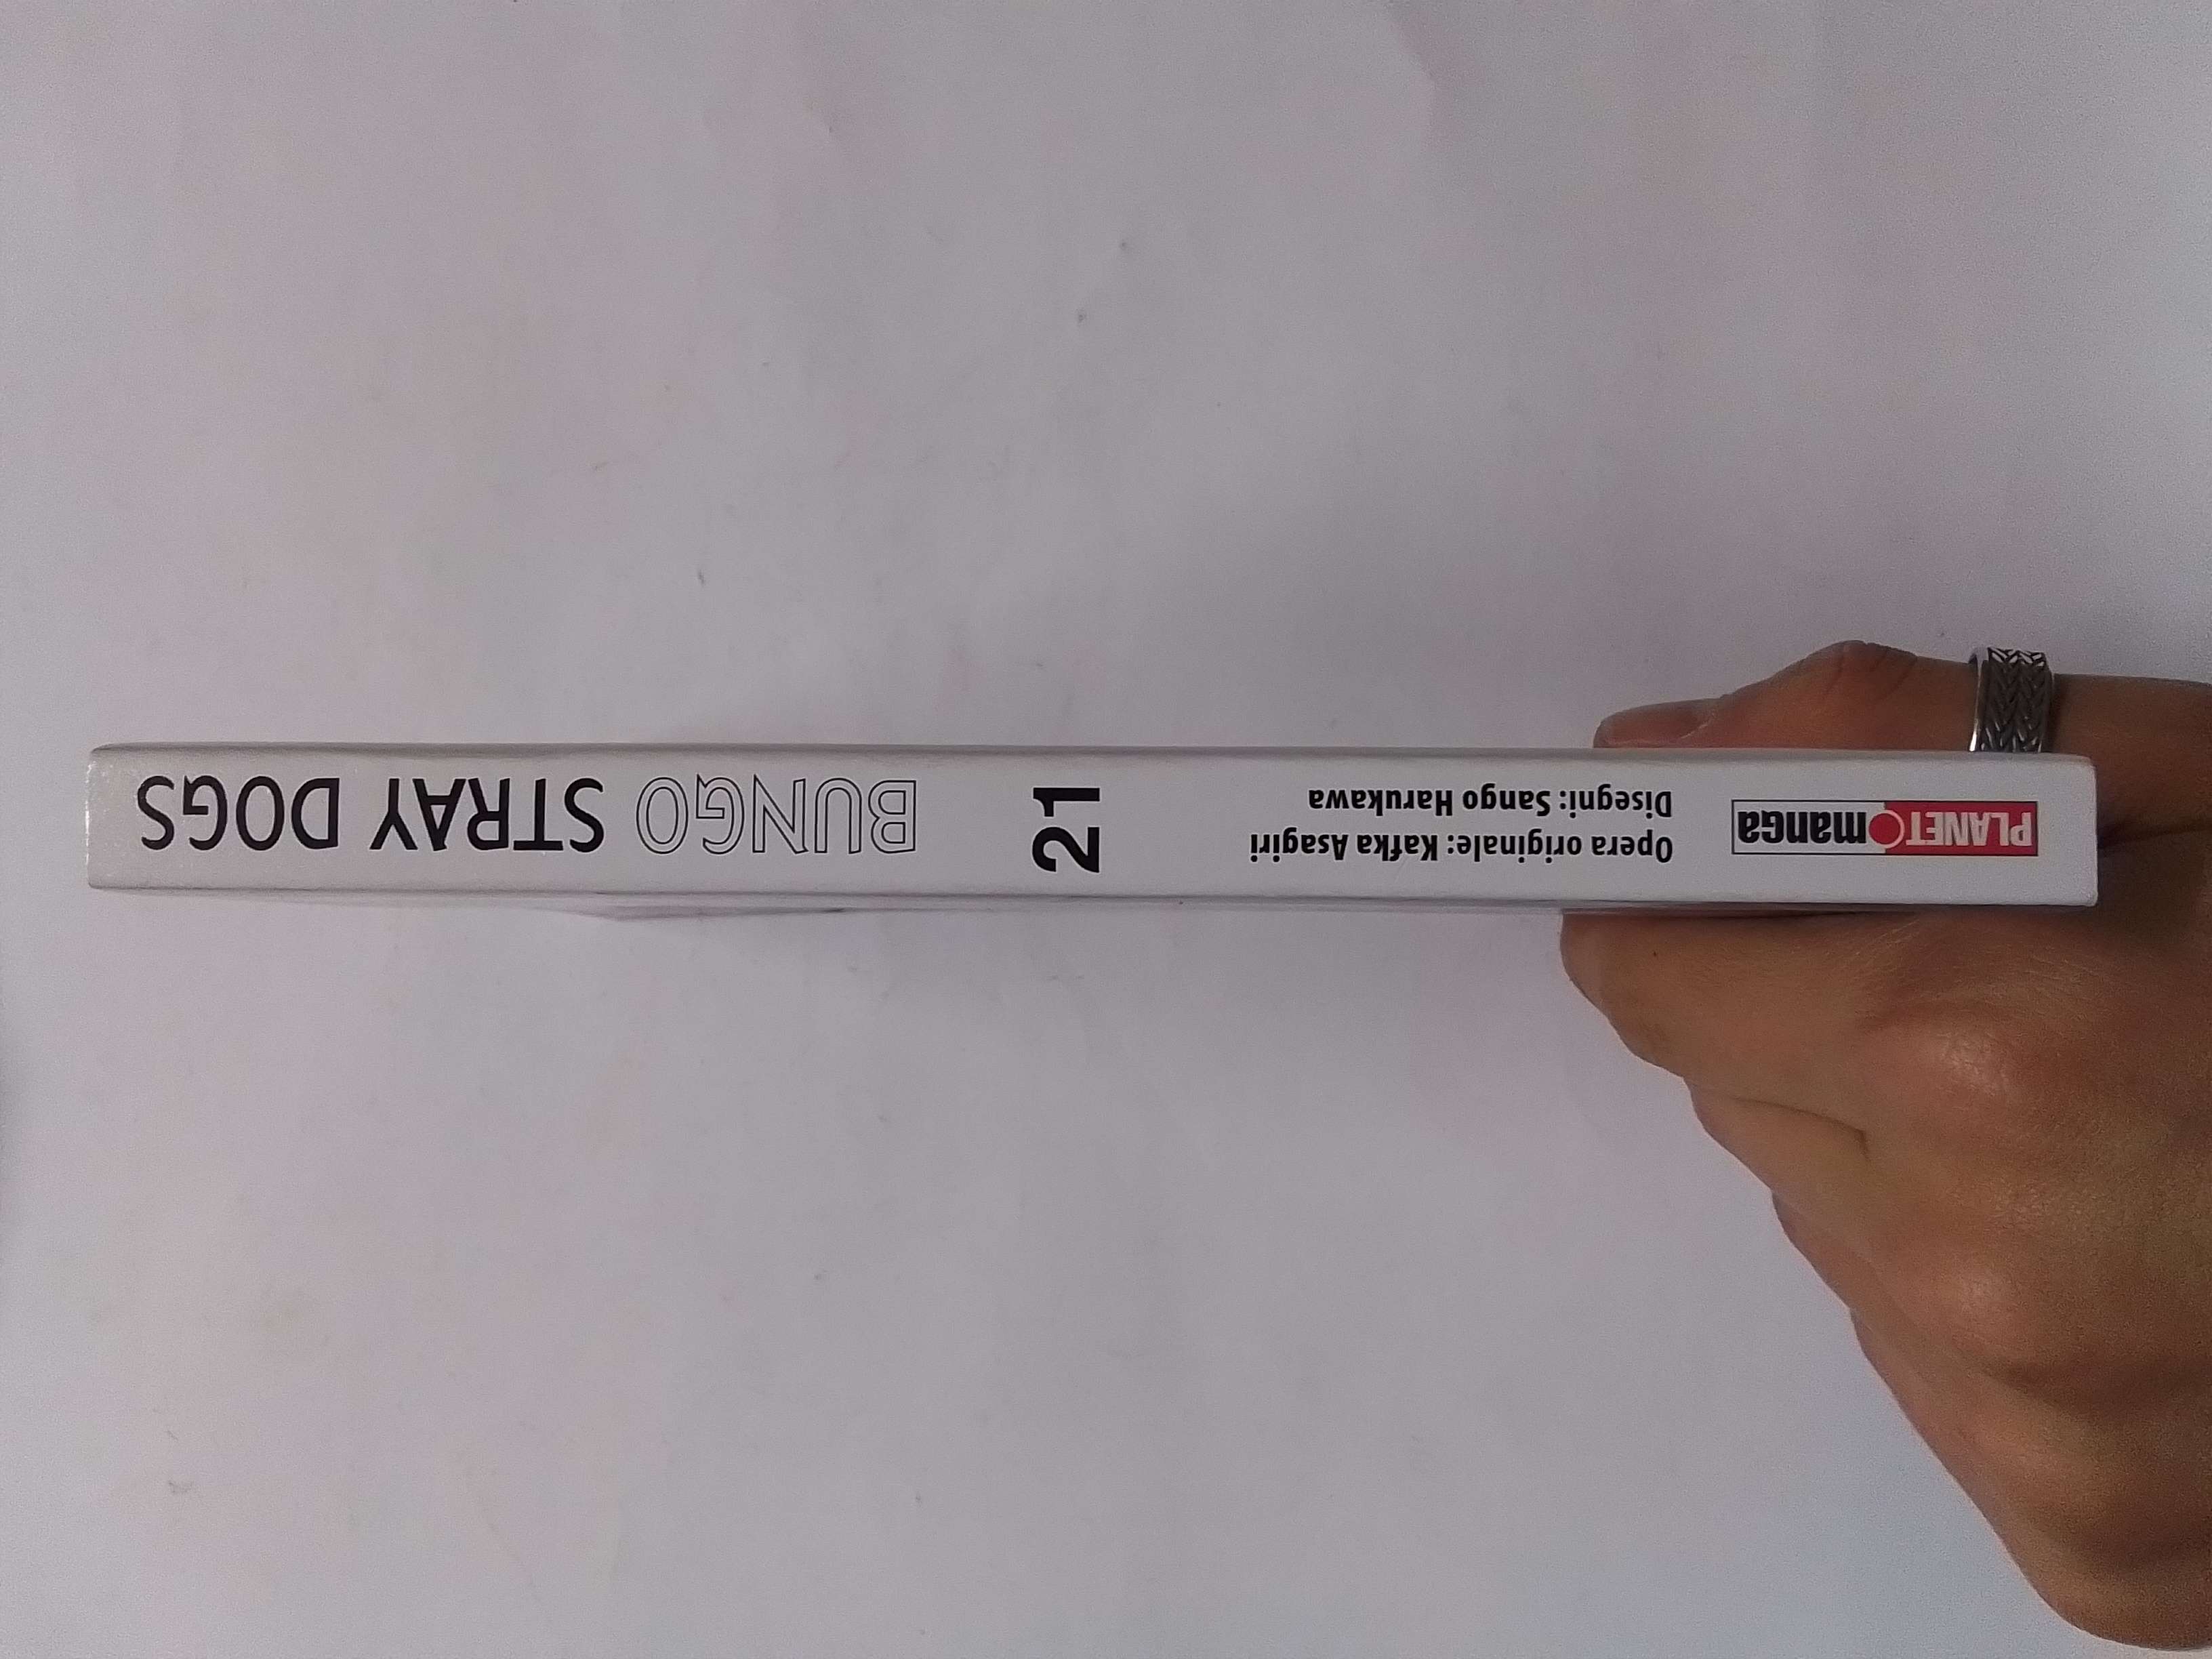 PLANET manga
Opera originale: Kafka Asagiri
Disegni: Sango Harukawa
21
BUNGO STRAY DOGS